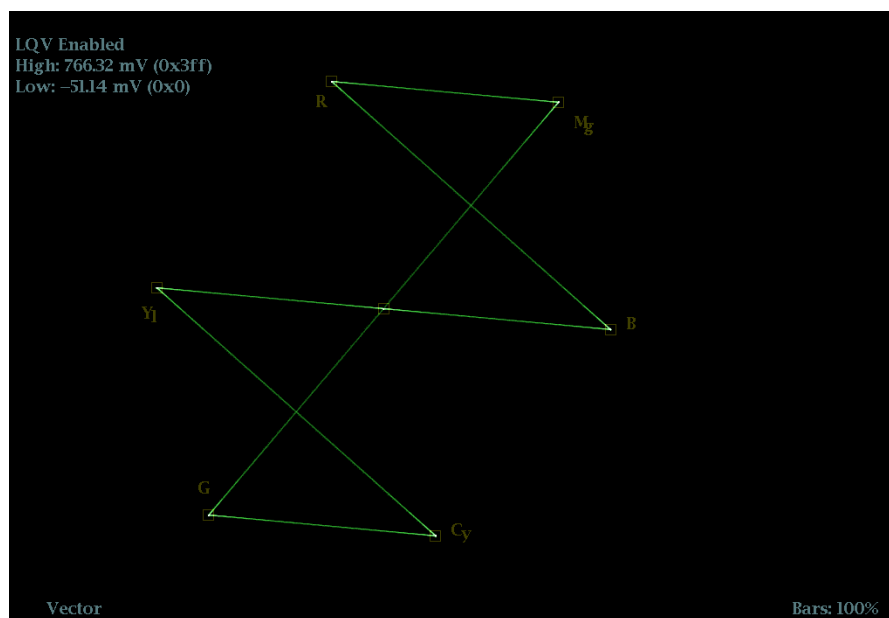 LQV Enabled
High: 766.32 mV (0x3ff)
Low: –51.14 mV (0x0)
R
Mg
Yl
B
G
Cy
Vector
Bars: 100%